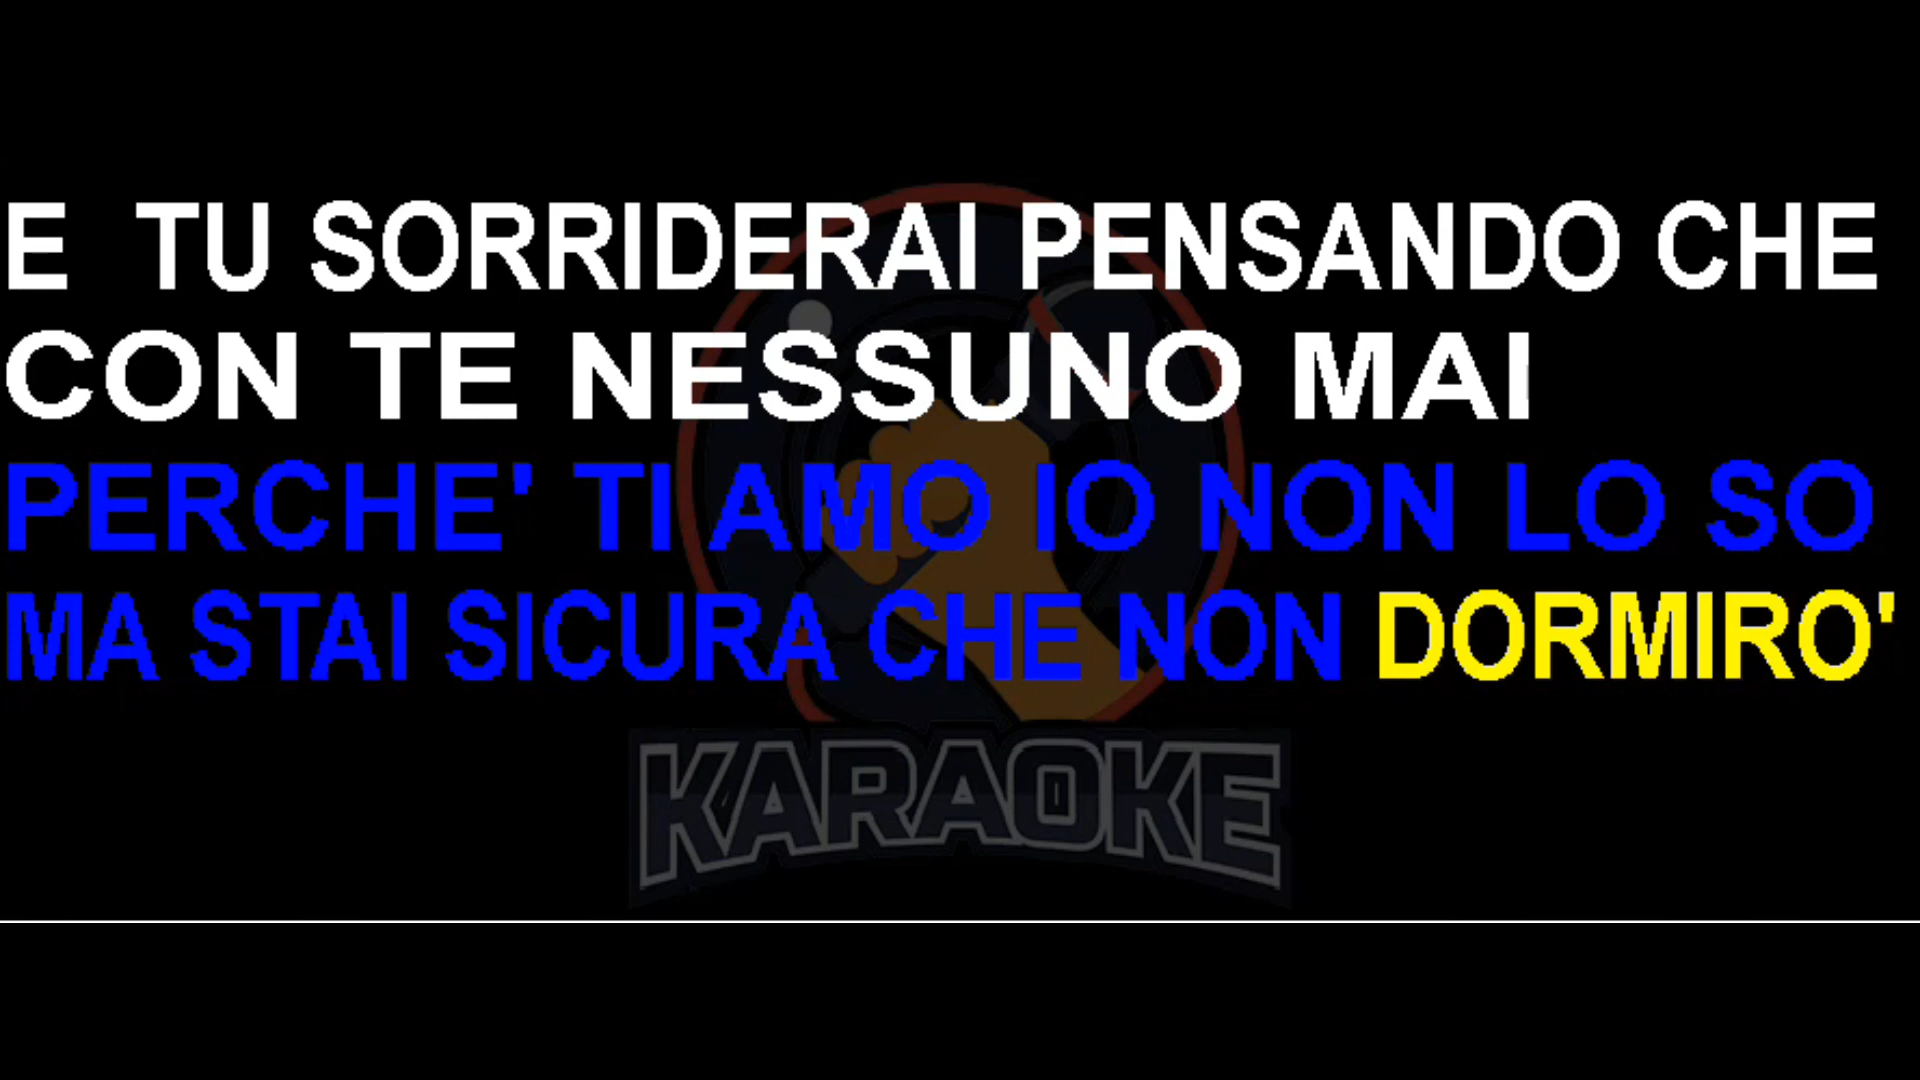 E TU SORRIDERAI PENSANDO CHE
CON TE NESSUNO MAI
PERCHE' TI AMO IO NON LO SO
MA STAI SICURA CHE NON DORMIRO'
KARAOKE